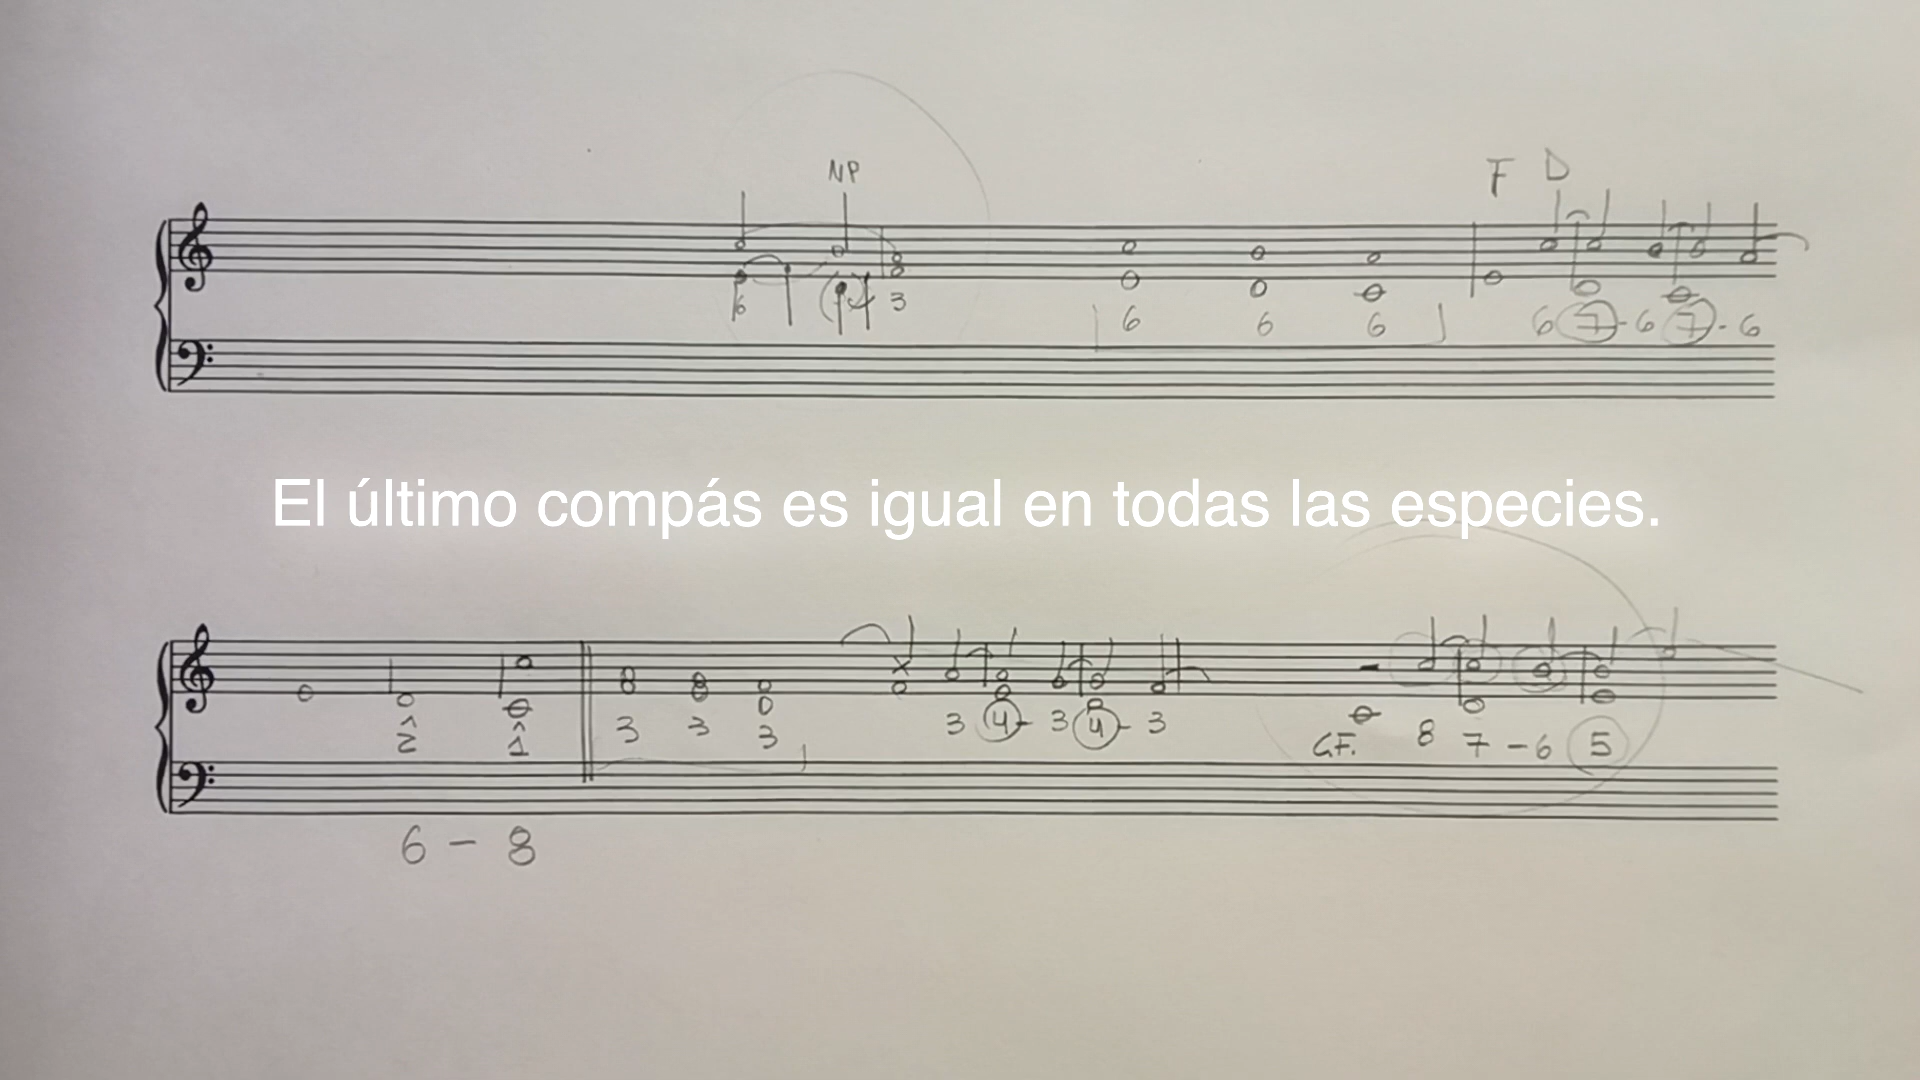 NP
F D
6 3 6 6 6 6 7 - 6 7 - 6
El último compás es igual en todas las especies.
2 1 3 3 3 3 4 - 3 4 - 3 C.F. 8 7 - 6 5
6 - 8